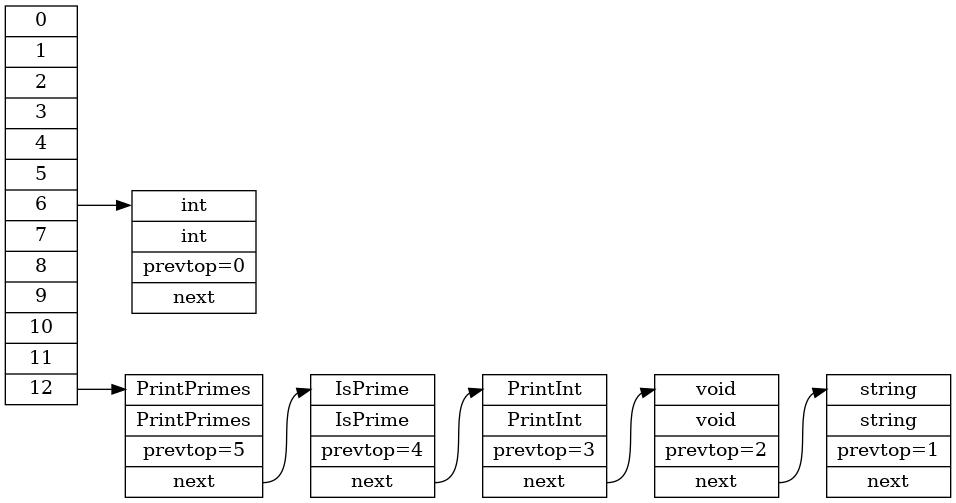 0
1
2
3
4
5
6
7
8
9
10
11
12
int
int
prevtop=0
next
PrintPrimes
PrintPrimes
prevtop=5
next
IsPrime
IsPrime
prevtop=4
next
PrintInt
PrintInt
prevtop=3
next
void
void
prevtop=2
next
string
string
prevtop=1
next